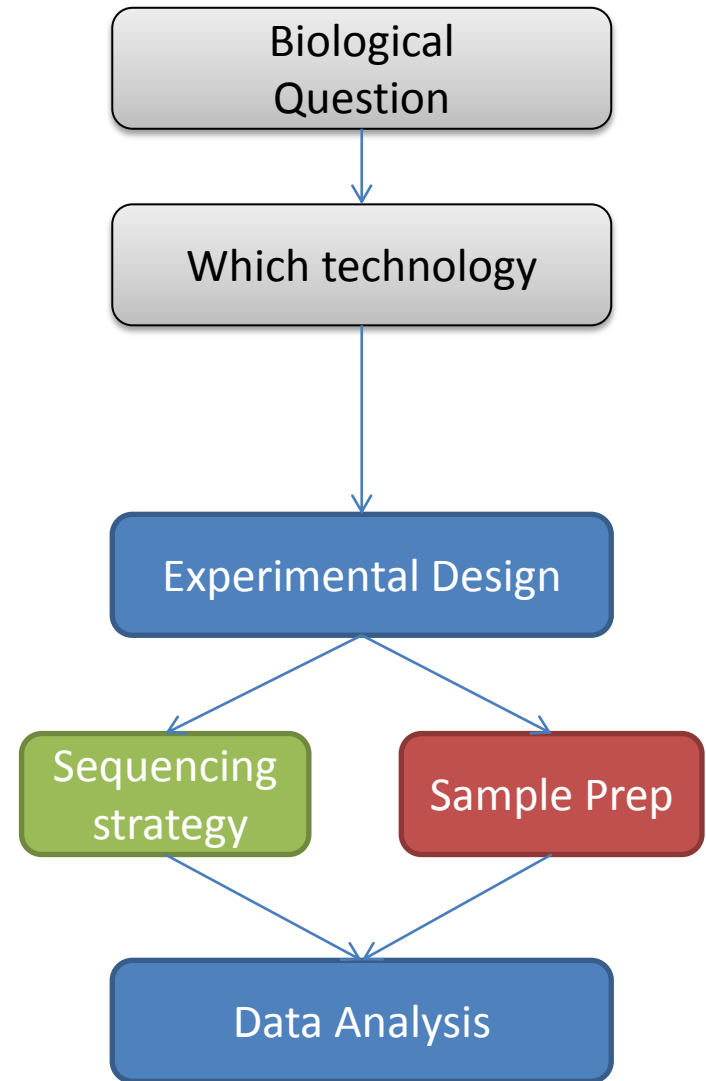 Biological
Question
Which technology
Experimental Design
Sequencing
strategy
Sample Prep
Data Analysis